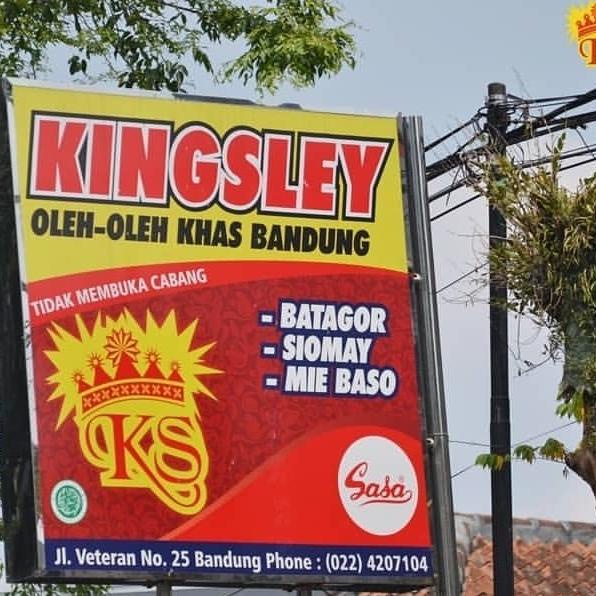 KINGSLEY
OLEH-OLEH KHAS BANDUNG
TIDAK MEMBUKA CABANG
- BATAGOR
- SIOMAY
- MIE BASO
KS
Sasa
Jl. Veteran No. 25 Bandung Phone : (022) 4207104